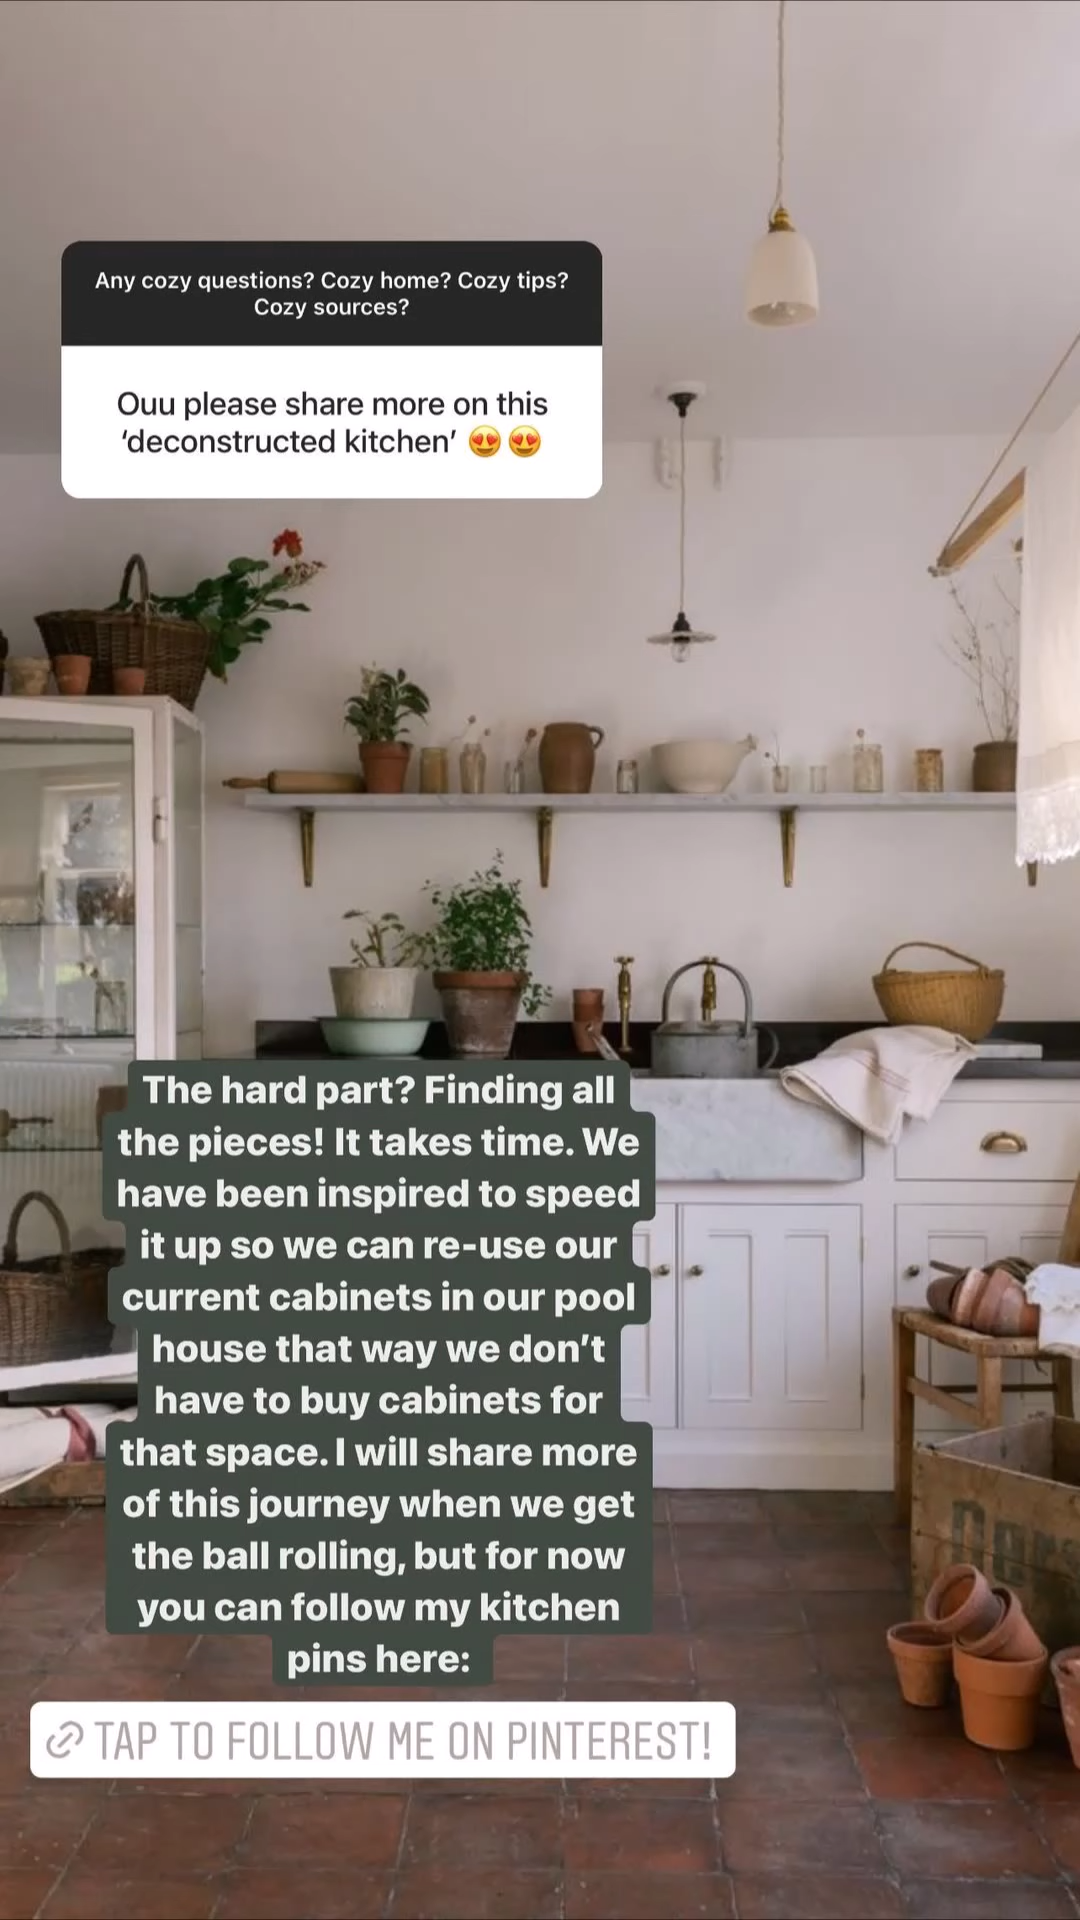 Any cozy questions? Cozy home? Cozy tips?
Cozy sources?
Ouu please share more on this
‘deconstructed kitchen’ 😍😍
The hard part? Finding all
the pieces! It takes time. We
have been inspired to speed
it up so we can re-use our
current cabinets in our pool
house that way we don’t
have to buy cabinets for
that space. I will share more
of this journey when we get
the ball rolling, but for now
you can follow my kitchen
pins here:
TAP TO FOLLOW ME ON PINTEREST!